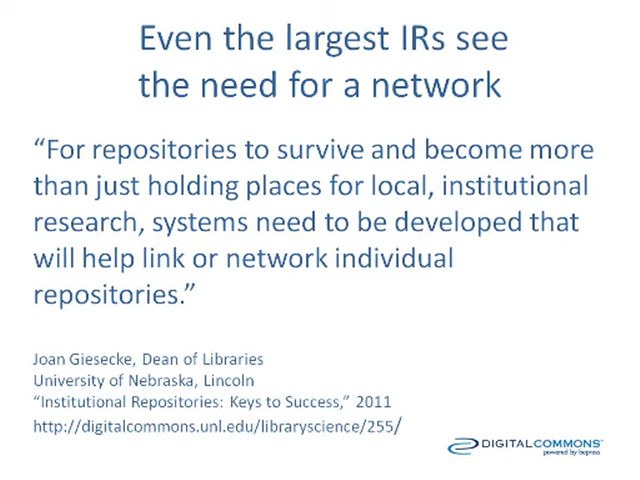 Even the largest IRs see
the need for a network
“For repositories to survive and become more
than just holding places for local, institutional
research, systems need to be developed that
will help link or network individual
repositories.”
Joan Giesecke, Dean of Libraries
University of Nebraska, Lincoln
“Institutional Repositories: Keys to Success,” 2011
http://digitalcommons.unl.edu/libraryscience/255/
DIGITALCOMMONS™
powered by bepress